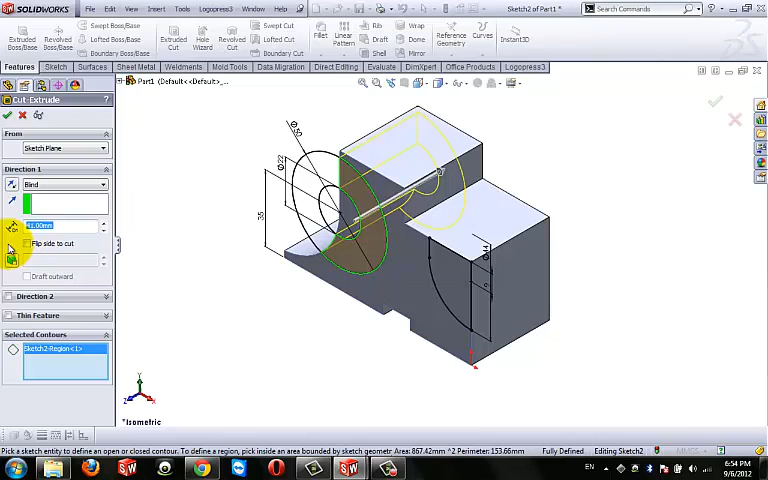 SOLIDWORKS File Edit View Insert Tools Logopress3 Window Help Sketch2 of Part1 * Search Commands
Extruded Boss/Base Revolved Boss/Base Swept Boss/Base Lofted Boss/Base Boundary Boss/Base Extruded Cut Hole Wizard Revolved Cut Swept Cut Lofted Cut Boundary Cut Fillet Linear Pattern Rib Draft Shell Wrap Dome Mirror Reference Geometry Curves Instant3D
Features Sketch Surfaces Sheet Metal Weldments Mold Tools Data Migration Direct Editing Evaluate DimXpert Office Products Logopress3
Part1 (Default<<Default>_...
Cut-Extrude ?
From
Sketch Plane
Direction 1
Blind
41.00mm
Flip side to cut
Draft outward
Direction 2
Thin Feature
Selected Contours
Sketch2-Region<1>
Ø50
Ø22
35
Y
Z
X
*Isometric
Pick a sketch entity to define an open or closed contour. To define a region, pick inside an area bounded by sketch geometr Area: 867.42mm ^2 Perimeter: 153.66mm Fully Defined Editing Sketch2 MMGS
EN 6:54 PM
9/6/2012